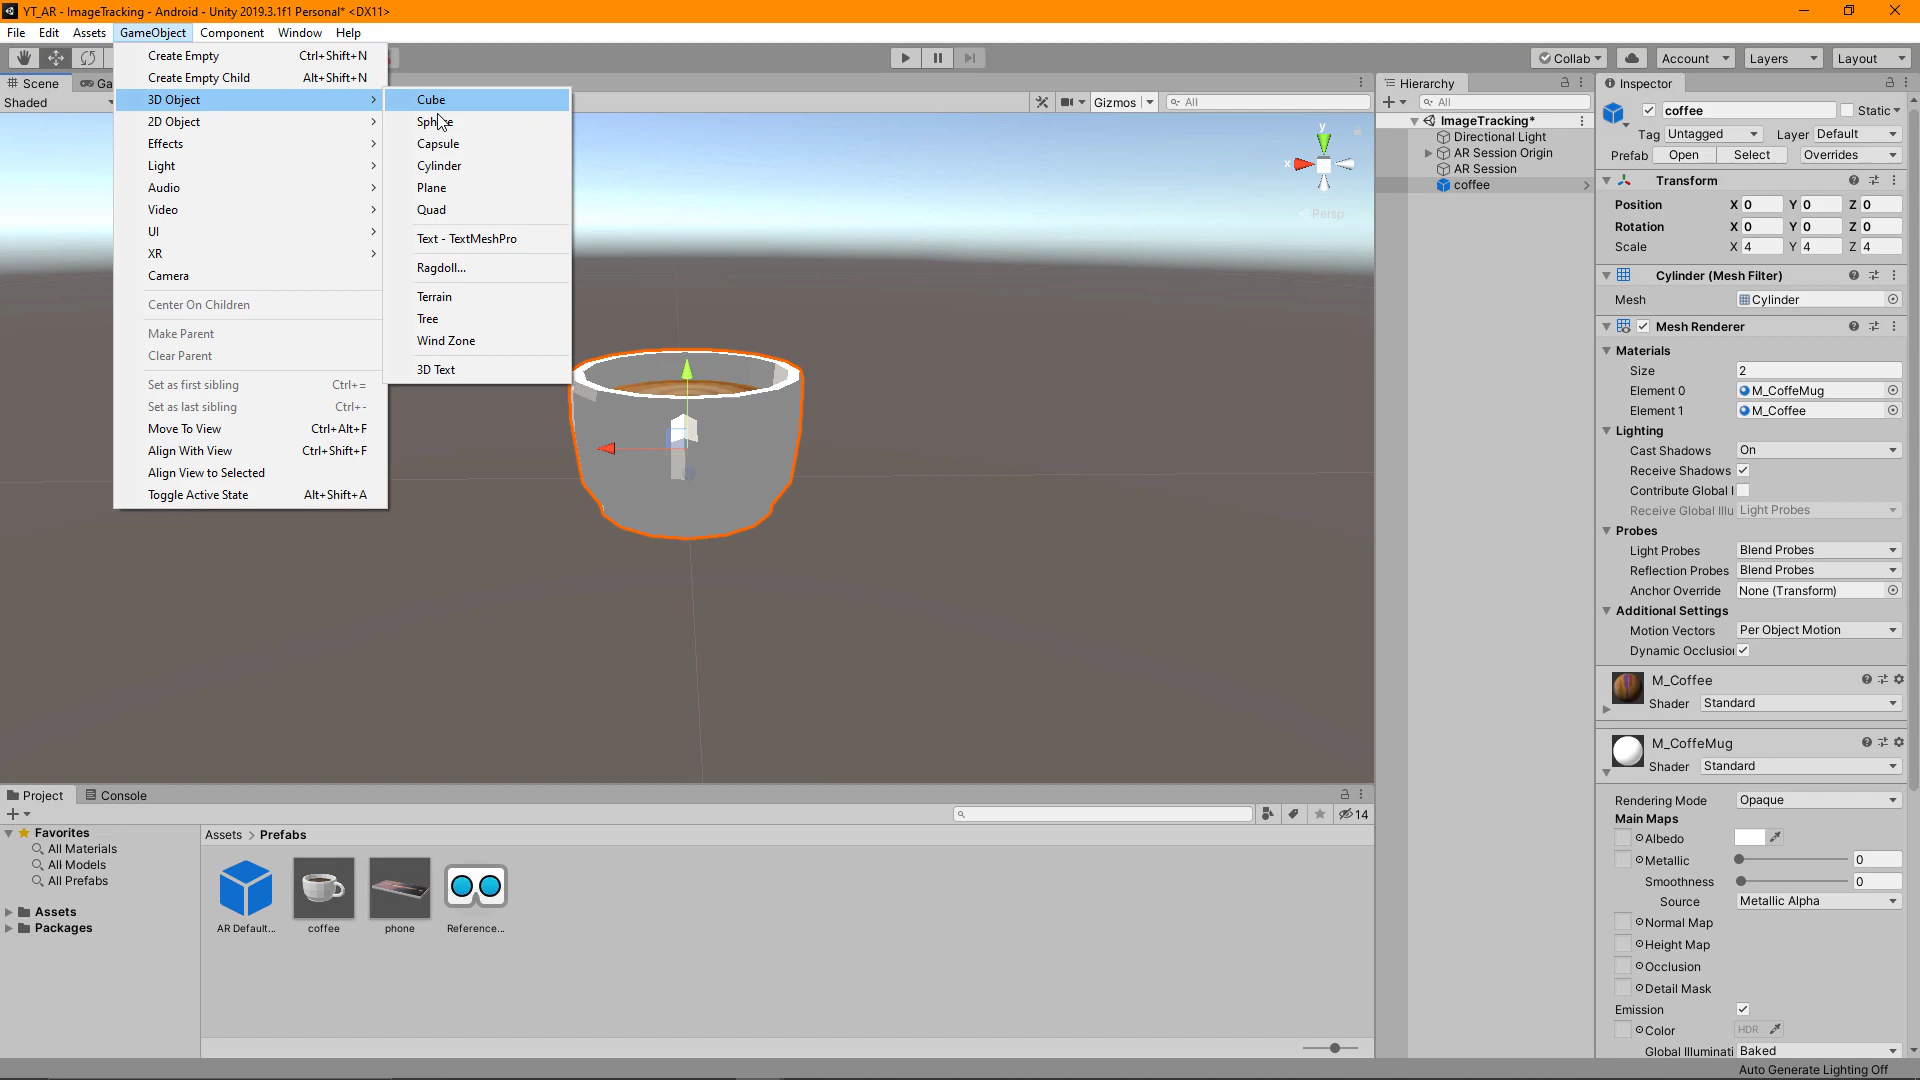 YT_AR - ImageTracking - Android - Unity 2019.3.1f1 Personal* <DX11>
File Edit Assets GameObject Component Window Help
Collab Account Layers Layout
Create Empty Ctrl+Shift+N
Create Empty Child Alt+Shift+N
3D Object
2D Object
Effects
Light
Audio
Video
UI
XR
Camera
Center On Children
Make Parent
Clear Parent
Set as first sibling Ctrl+=
Set as last sibling Ctrl+-
Move To View Ctrl+Alt+F
Align With View Ctrl+Shift+F
Align View to Selected
Toggle Active State Alt+Shift+A
Cube
Sphere
Capsule
Cylinder
Plane
Quad
Text - TextMeshPro
Ragdoll...
Terrain
Tree
Wind Zone
3D Text
Scene Ga
Shaded
Gizmos All
y
x
Persp
Hierarchy
All
ImageTracking*
Directional Light
AR Session Origin
AR Session
coffee
Inspector
coffee Static
Tag Untagged Layer Default
Prefab Open Select Overrides
Transform
Position X 0 Y 0 Z 0
Rotation X 0 Y 0 Z 0
Scale X 4 Y 4 Z 4
Cylinder (Mesh Filter)
Mesh Cylinder
Mesh Renderer
Materials
Size 2
Element 0 M_CoffeMug
Element 1 M_Coffee
Lighting
Cast Shadows On
Receive Shadows
Contribute Global I
Receive Global Illu Light Probes
Probes
Light Probes Blend Probes
Reflection Probes Blend Probes
Anchor Override None (Transform)
Additional Settings
Motion Vectors Per Object Motion
Dynamic Occlusion
M_Coffee
Shader Standard
M_CoffeMug
Shader Standard
Rendering Mode Opaque
Main Maps
Albedo
Metallic 0
Smoothness 0
Source Metallic Alpha
Normal Map
Height Map
Occlusion
Detail Mask
Emission
Color HDR
Global Illuminati Baked
Project Console
14
Favorites
All Materials
All Models
All Prefabs
Assets
Packages
Assets > Prefabs
AR Default... coffee phone Reference...
Auto Generate Lighting Off